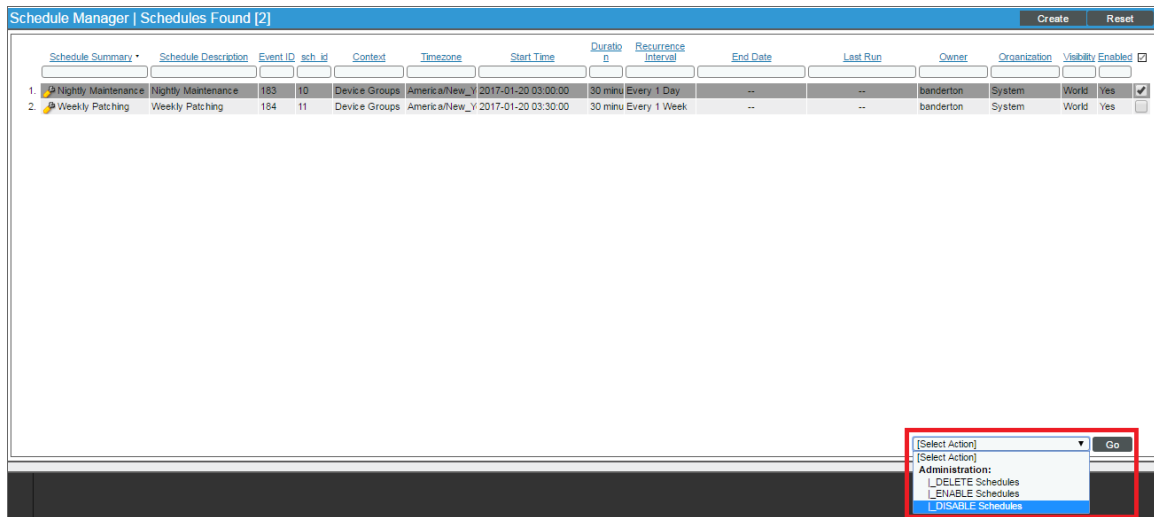 Schedule Manager | Schedules Found [2] Create Reset
Schedule Summary Schedule Description Event ID sch_id Context Timezone Start Time Duration Recurrence Interval End Date Last Run Owner Organization Visibility Enabled
1. Nightly Maintenance Nightly Maintenance 183 10 Device Groups America/New_Y 2017-01-20 03:00:00 30 minu Every 1 Day -- -- banderton System World Yes
2. Weekly Patching Weekly Patching 184 11 Device Groups America/New_Y 2017-01-20 03:30:00 30 minu Every 1 Week -- -- banderton System World Yes
[Select Action] Go
[Select Action]
Administration:
|_DELETE Schedules
|_ENABLE Schedules
|_DISABLE Schedules